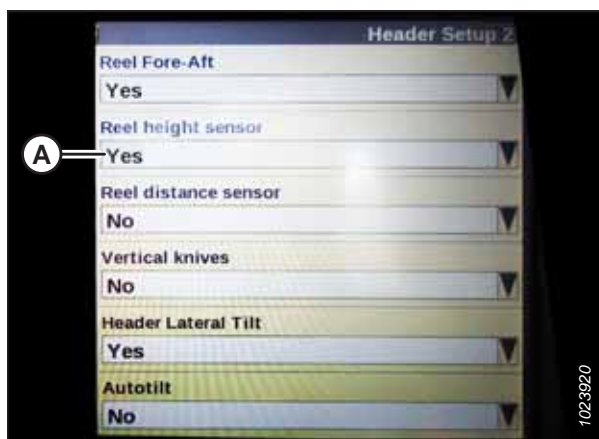 Header Setup 2
Reel Fore-Aft
Yes
Reel height sensor
A
Yes
Reel distance sensor
No
Vertical knives
No
Header Lateral Tilt
Yes
Autotilt
No
1023920